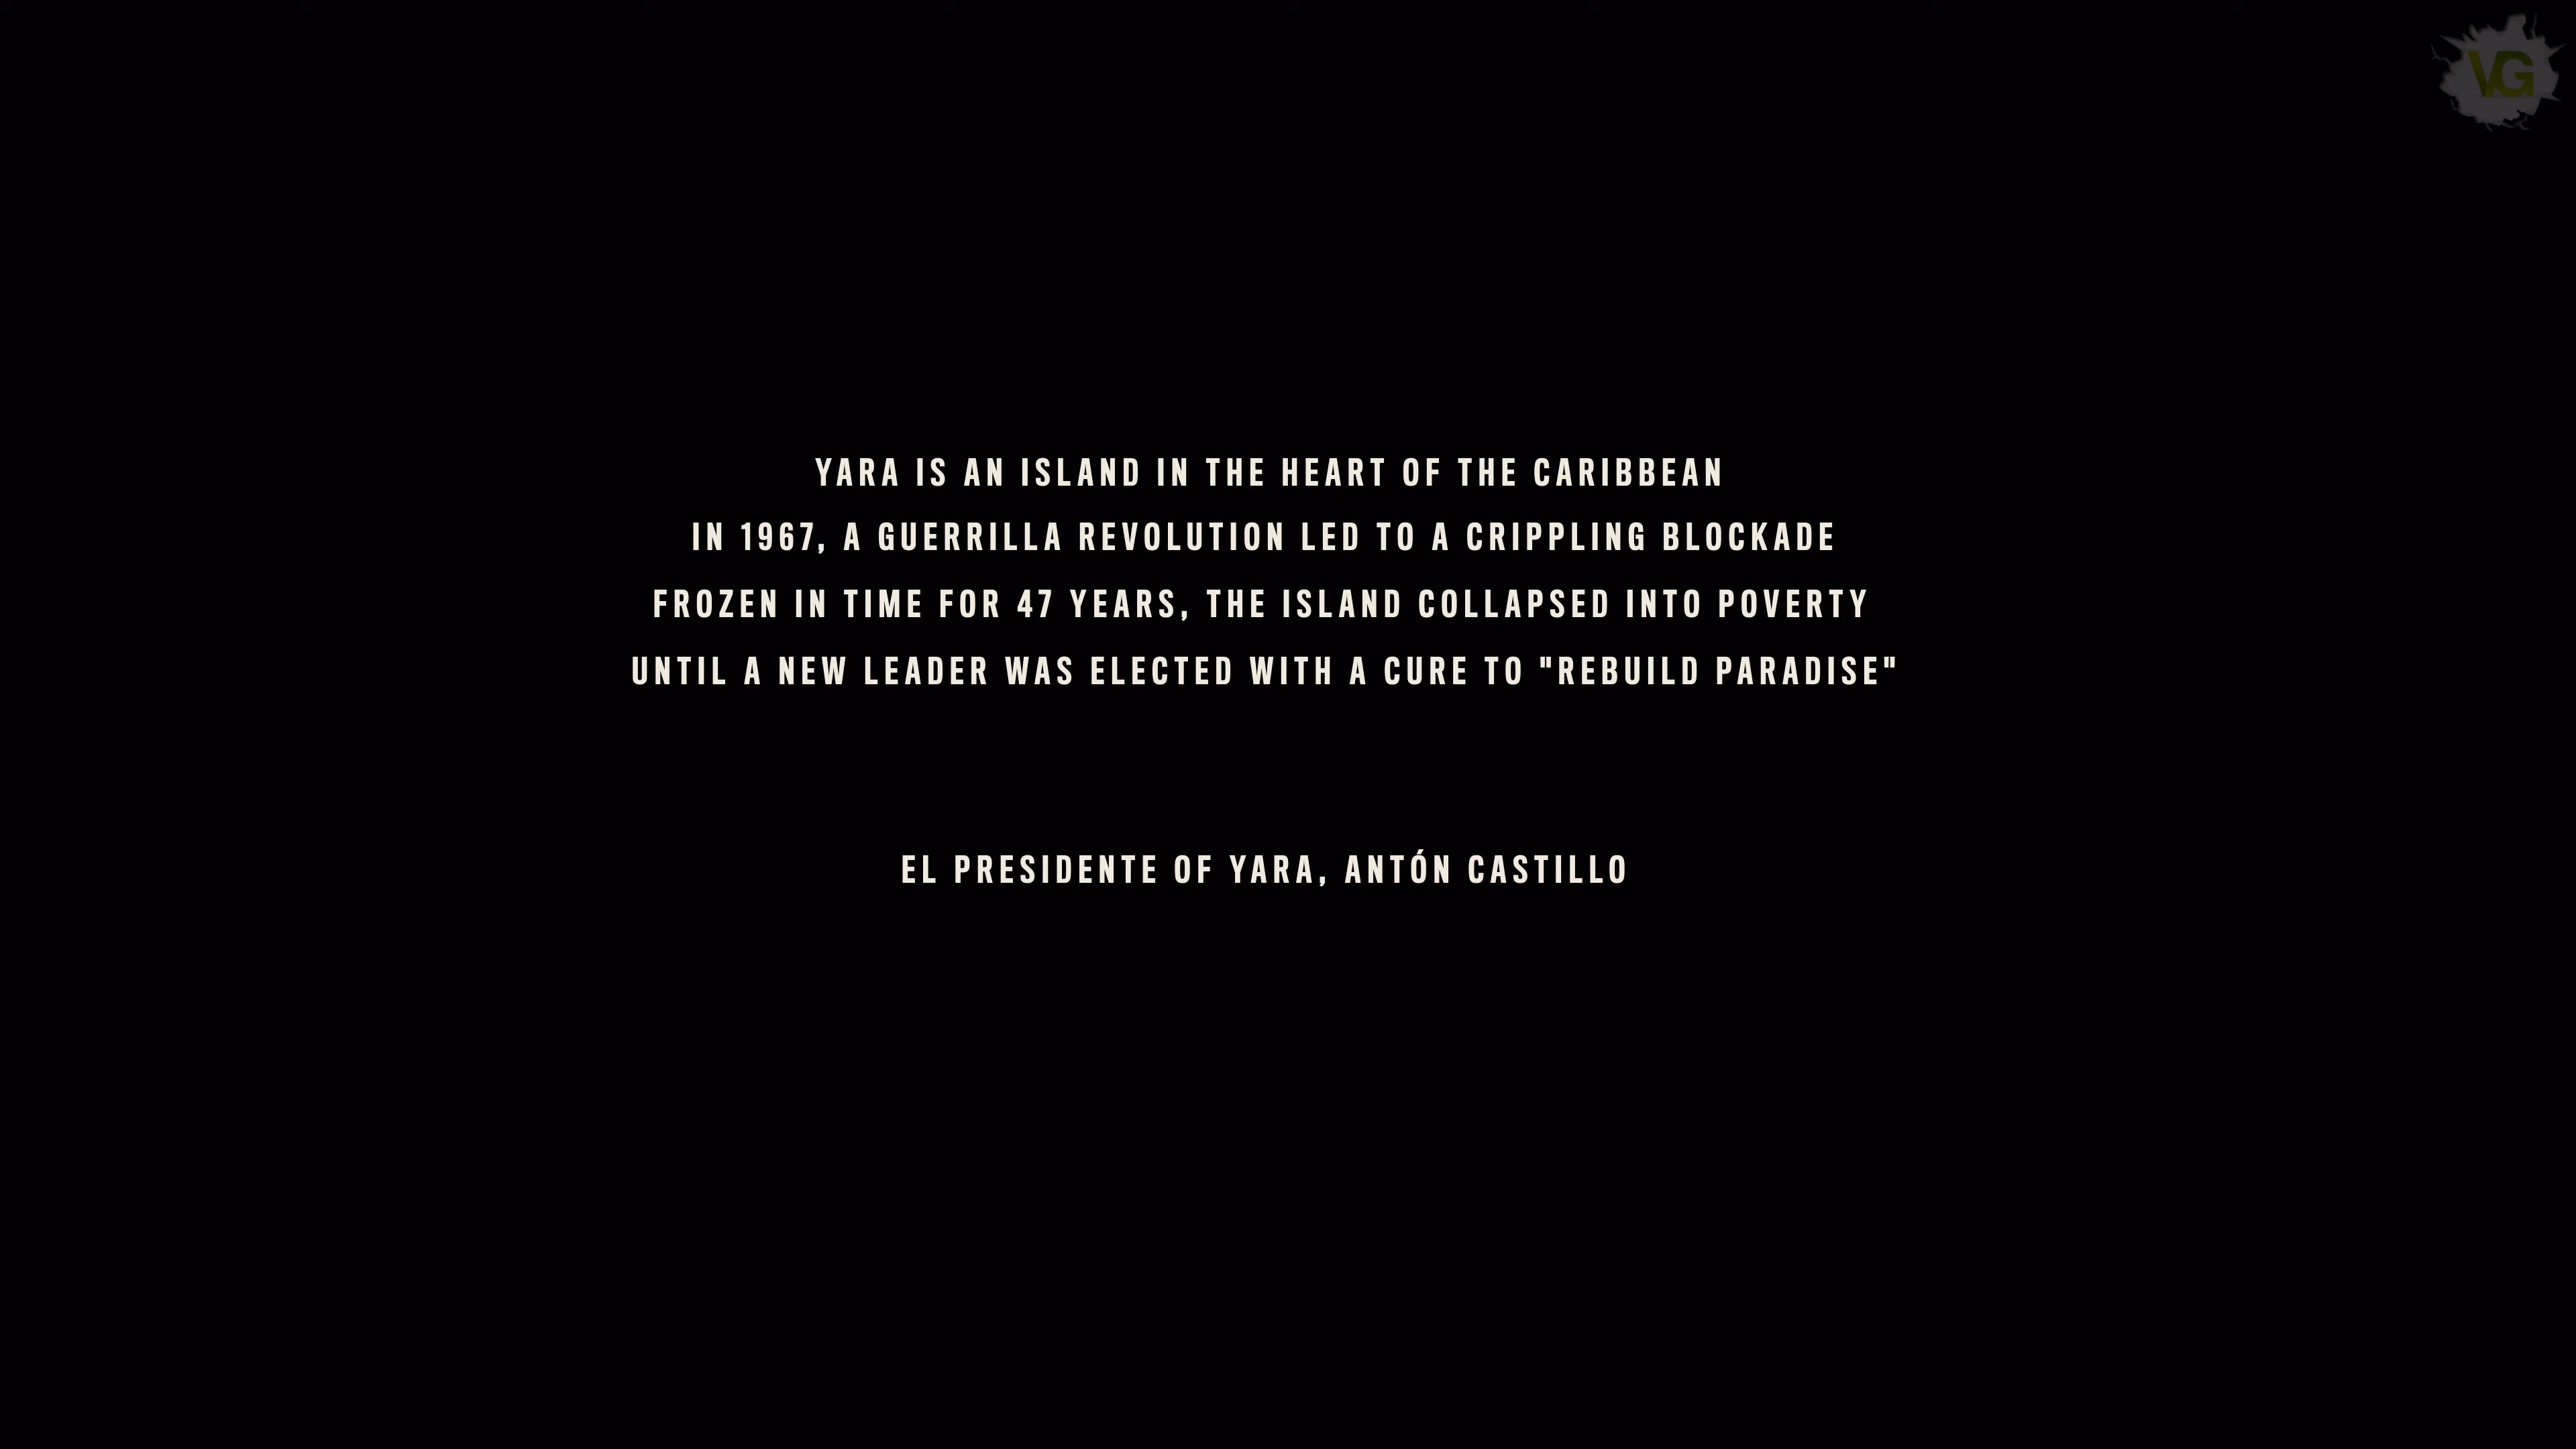 VG
YARA IS AN ISLAND IN THE HEART OF THE CARIBBEAN
IN 1967, A GUERRILLA REVOLUTION LED TO A CRIPPLING BLOCKADE
FROZEN IN TIME FOR 47 YEARS, THE ISLAND COLLAPSED INTO POVERTY
UNTIL A NEW LEADER WAS ELECTED WITH A CURE TO "REBUILD PARADISE"
EL PRESIDENTE OF YARA, ANTÓN CASTILLO